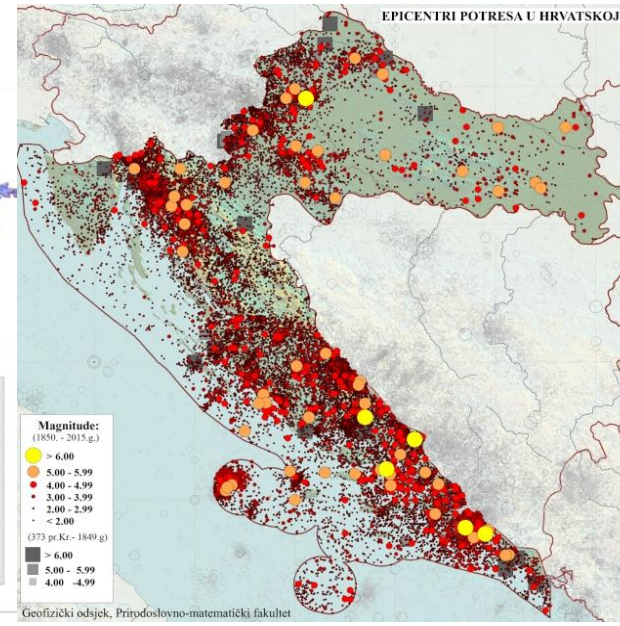 EPICENTRI POTRESA U HRVATSKOJ
Magnitude:
(1850. - 2015.g.)
> 6.00
5.00 - 5.99
4.00 - 4.99
3.00 - 3.99
2.00 - 2.99
< 2.00
(373 pr.Kr.- 1849.g)
> 6.00
5.00 - 5.99
4.00 -4.99
Geofizički odsjek, Prirodoslovno-matematički fakultet